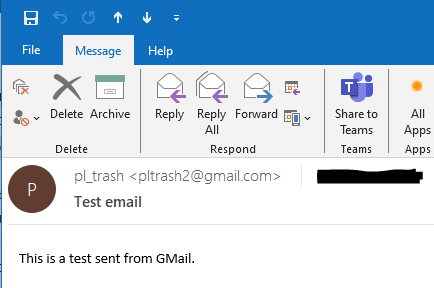 File Message Help
Delete Archive Reply Reply All Forward Share to Teams All Apps
Delete Respond Teams Apps
P
pl_trash <pltrash2@gmail.com>
Test email
This is a test sent from GMail.